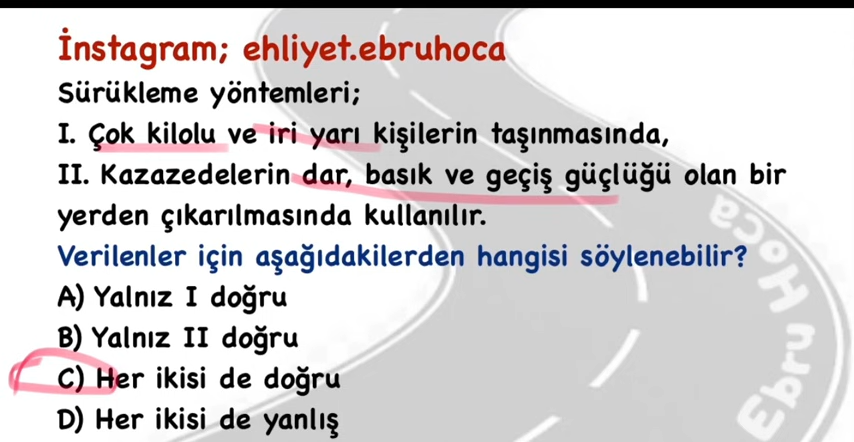 İnstagram; ehliyet.ebruhoca
Sürükleme yöntemleri;
I. Çok kilolu ve iri yarı kişilerin taşınmasında,
II. Kazazedelerin dar, basık ve geçiş güçlüğü olan bir
yerden çıkarılmasında kullanılır.
Verilenler için aşağıdakilerden hangisi söylenebilir?
A) Yalnız I doğru
B) Yalnız II doğru
C) Her ikisi de doğru
D) Her ikisi de yanlış
Ebru Hoca